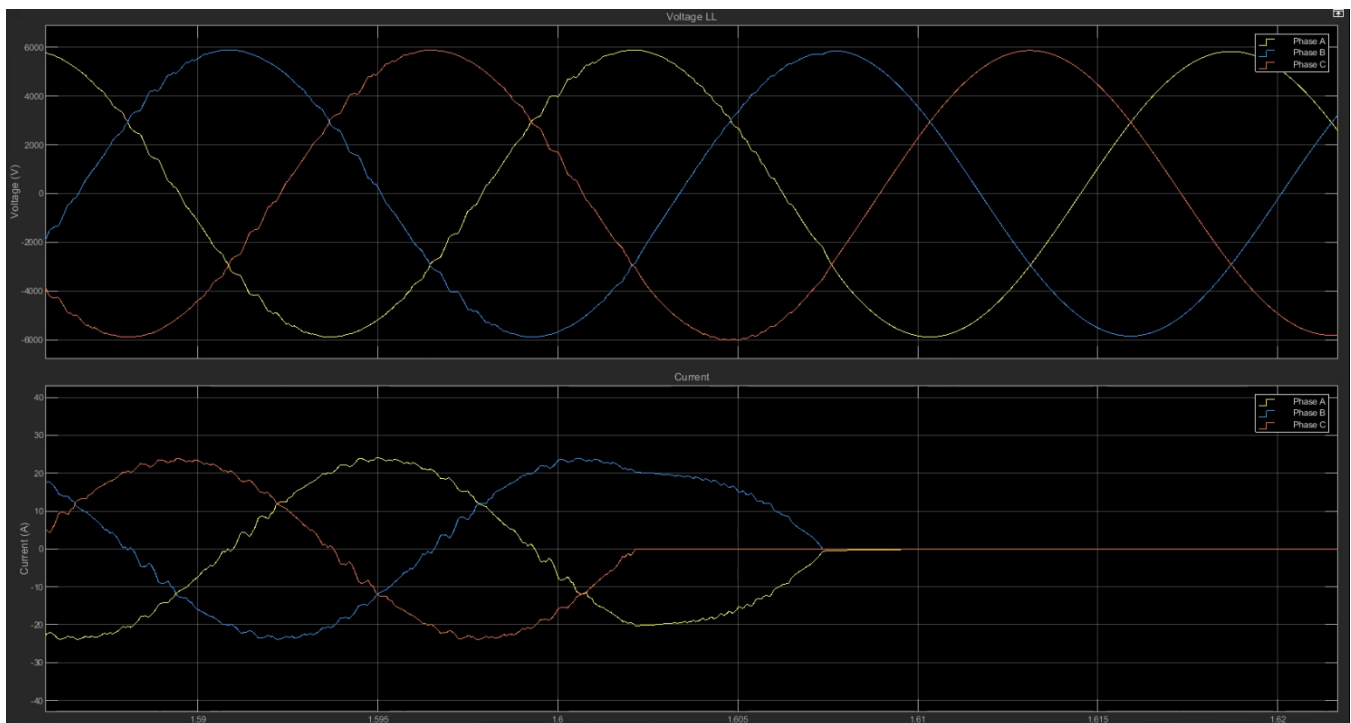 Voltage LL
Voltage (V)
6000
4000
2000
0
-2000
-4000
-6000
Phase A
Phase B
Phase C
Current
Current (A)
40
30
20
10
0
-10
-20
-30
-40
Phase A
Phase B
Phase C
1.59
1.595
1.6
1.605
1.61
1.615
1.62